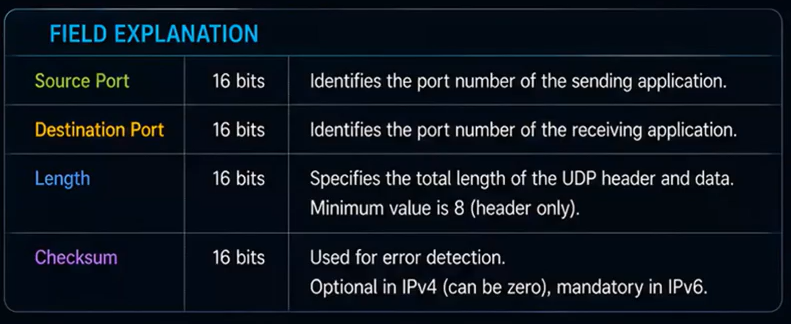 FIELD EXPLANATION
Source Port 16 bits Identifies the port number of the sending application.
Destination Port 16 bits Identifies the port number of the receiving application.
Length 16 bits Specifies the total length of the UDP header and data.
Minimum value is 8 (header only).
Checksum 16 bits Used for error detection.
Optional in IPv4 (can be zero), mandatory in IPv6.